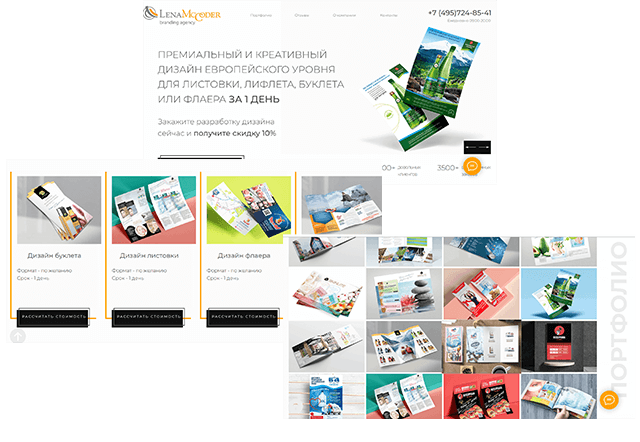 LENAMCODER
branding agency
Портфолио
Отзывы
О компании
Контакты
+7 (495)724-85-41
ПРЕМИАЛЬНЫЙ И КРЕАТИВНЫЙ
ДИЗАЙН ЕВРОПЕЙСКОГО УРОВНЯ
ДЛЯ ЛИСТОВКИ, ЛИФЛЕТА, БУКЛЕТА
ИЛИ ФЛАЕРА ЗА 1 ДЕНЬ
Закажите разработку дизайна
сейчас и получите скидку 10%
3500+
Дизайн буклета
Формат - по желанию
Срок - 1 день
РАССЧИТАТЬ СТОИМОСТЬ
Дизайн листовки
Формат - по желанию
Срок - 1 день
РАССЧИТАТЬ СТОИМОСТЬ
Дизайн флаера
Формат - по желанию
Срок - 1 день
РАССЧИТАТЬ СТОИМОСТЬ
ПОРТФОЛИО